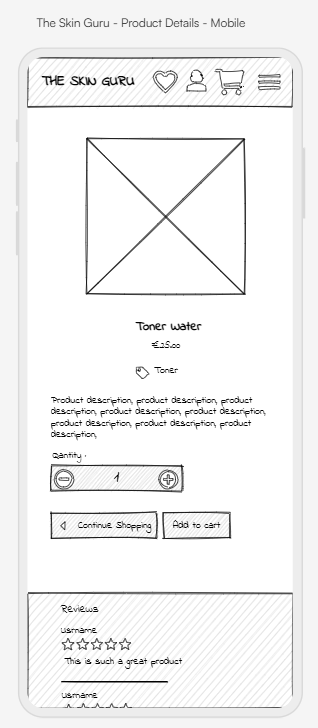 The Skin Guru - Product Details - Mobile
THE SKIN GURU
Toner water
€25.00
Toner
Product description, product description, product
description, product description, product description,
product description, product description, product
description,
Qantity :
1
Continue Shopping
Add to cart
Reviews
usrname
This is such a great product
usrname